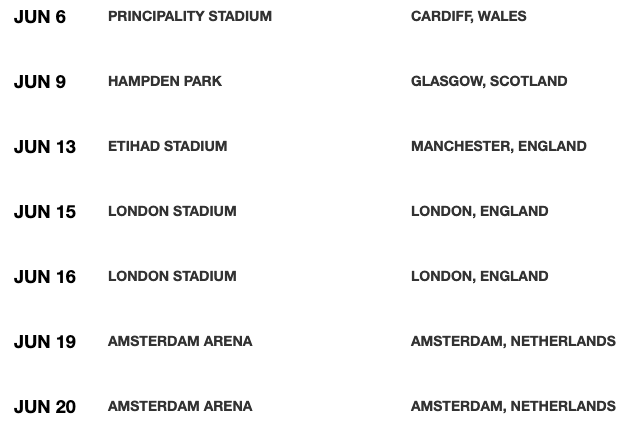 JUN 6 PRINCIPALITY STADIUM CARDIFF, WALES
JUN 9 HAMPDEN PARK GLASGOW, SCOTLAND
JUN 13 ETIHAD STADIUM MANCHESTER, ENGLAND
JUN 15 LONDON STADIUM LONDON, ENGLAND
JUN 16 LONDON STADIUM LONDON, ENGLAND
JUN 19 AMSTERDAM ARENA AMSTERDAM, NETHERLANDS
JUN 20 AMSTERDAM ARENA AMSTERDAM, NETHERLANDS